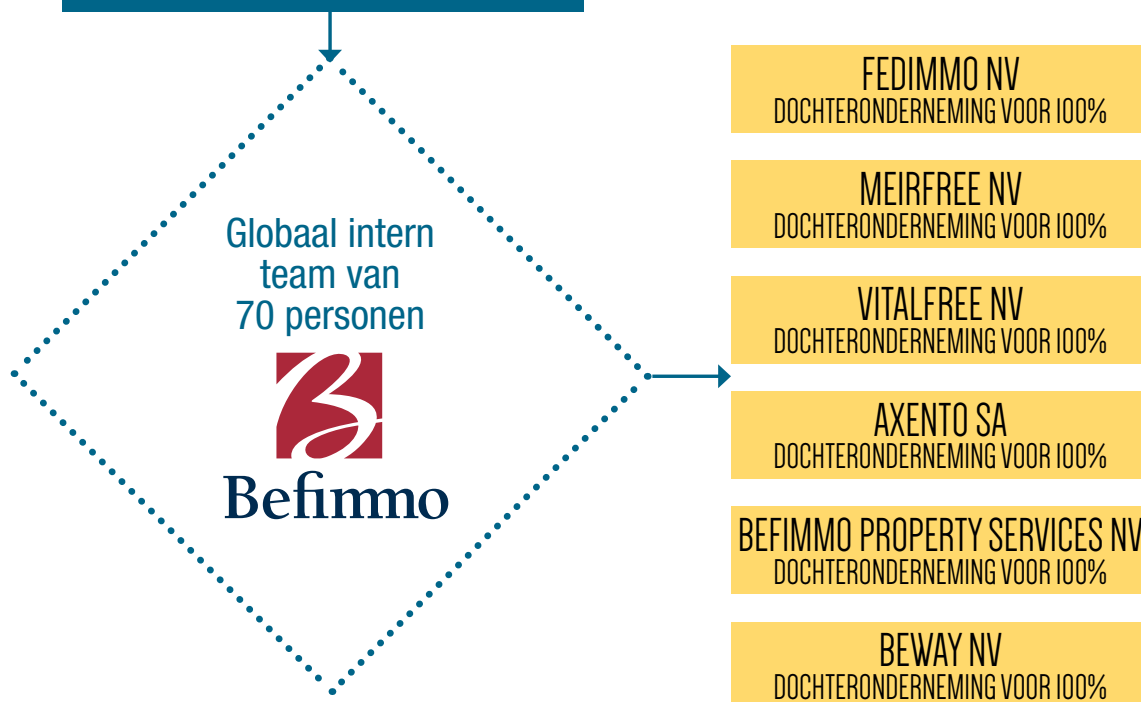 Globaal intern
team van
70 personen
Befimmo
FEDIMMO NV
DOCHTERONDERNEMING VOOR 100%
MEIRFREE NV
DOCHTERONDERNEMING VOOR 100%
VITALFREE NV
DOCHTERONDERNEMING VOOR 100%
AXENTO SA
DOCHTERONDERNEMING VOOR 100%
BEFIMMO PROPERTY SERVICES NV
DOCHTERONDERNEMING VOOR 100%
BEWAY NV
DOCHTERONDERNEMING VOOR 100%